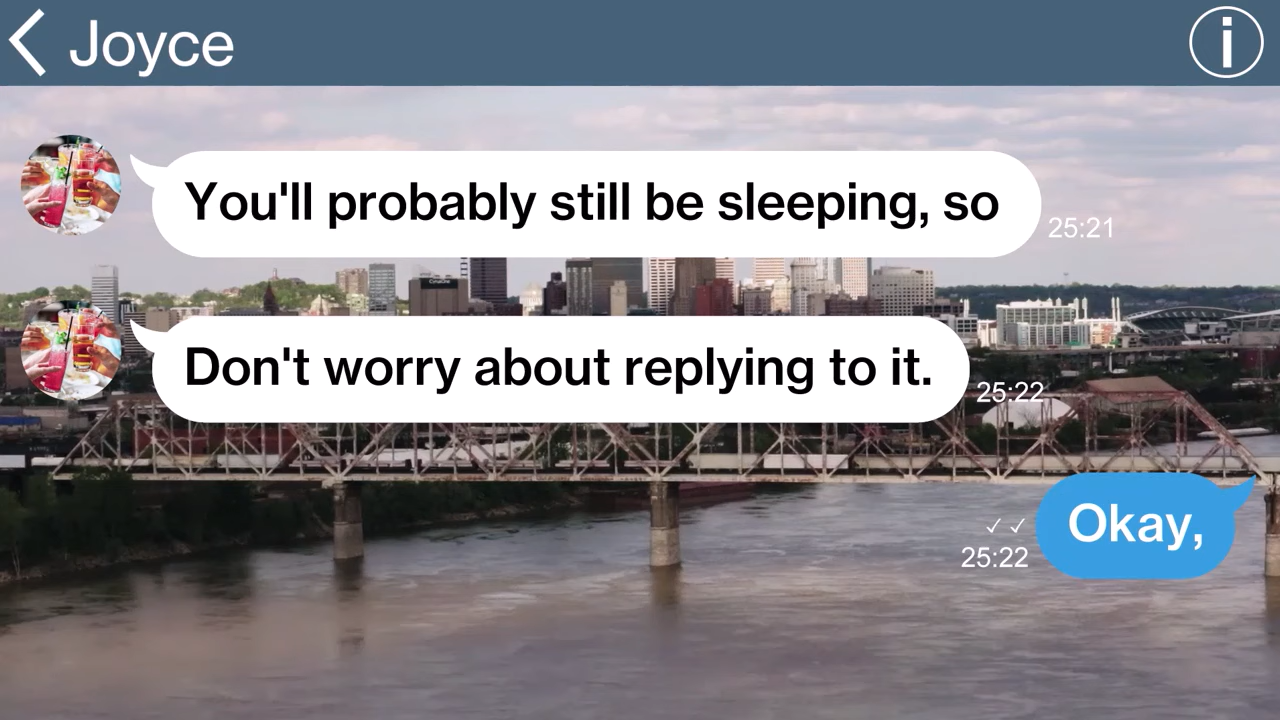 Joyce
i
You'll probably still be sleeping, so
25:21
Don't worry about replying to it.
25:22
Okay,
25:22